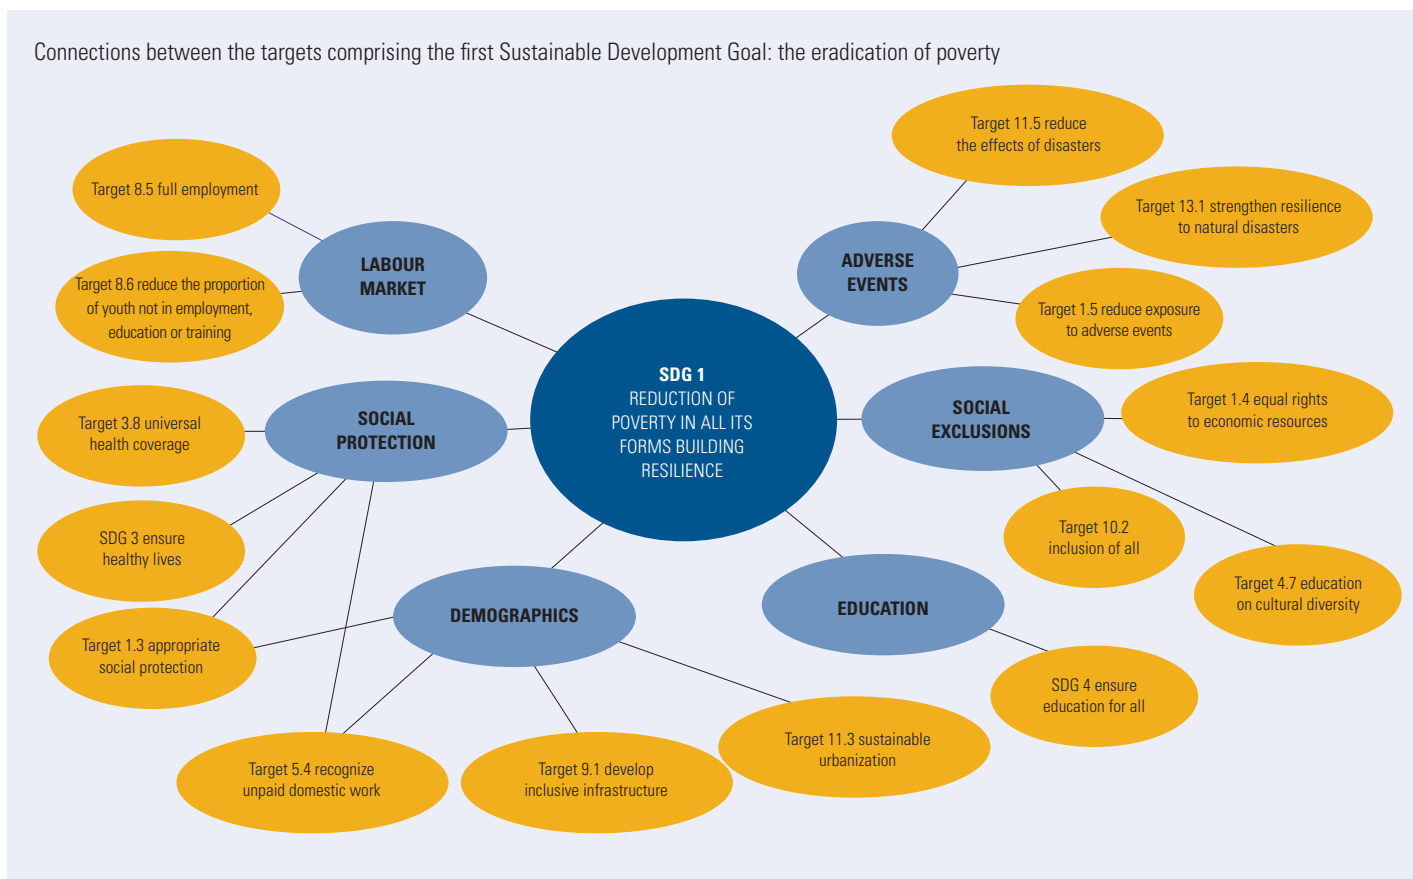 Connections between the targets comprising the first Sustainable Development Goal: the eradication of poverty
Target 8.5 full employment
LABOUR
MARKET
Target 8.6 reduce the proportion
of youth not in employment,
education or training
Target 11.5 reduce
the effects of disasters
ADVERSE
EVENTS
Target 13.1 strengthen resilience
to natural disasters
Target 1.5 reduce exposure
to adverse events
SDG 1
REDUCTION OF
POVERTY IN ALL ITS
FORMS BUILDING
RESILIENCE
SOCIAL
PROTECTION
Target 3.8 universal
health coverage
SDG 3 ensure
healthy lives
Target 1.3 appropriate
social protection
SOCIAL
EXCLUSIONS
Target 1.4 equal rights
to economic resources
Target 10.2
inclusion of all
Target 4.7 education
on cultural diversity
DEMOGRAPHICS
EDUCATION
SDG 4 ensure
education for all
Target 5.4 recognize
unpaid domestic work
Target 9.1 develop
inclusive infrastructure
Target 11.3 sustainable
urbanization